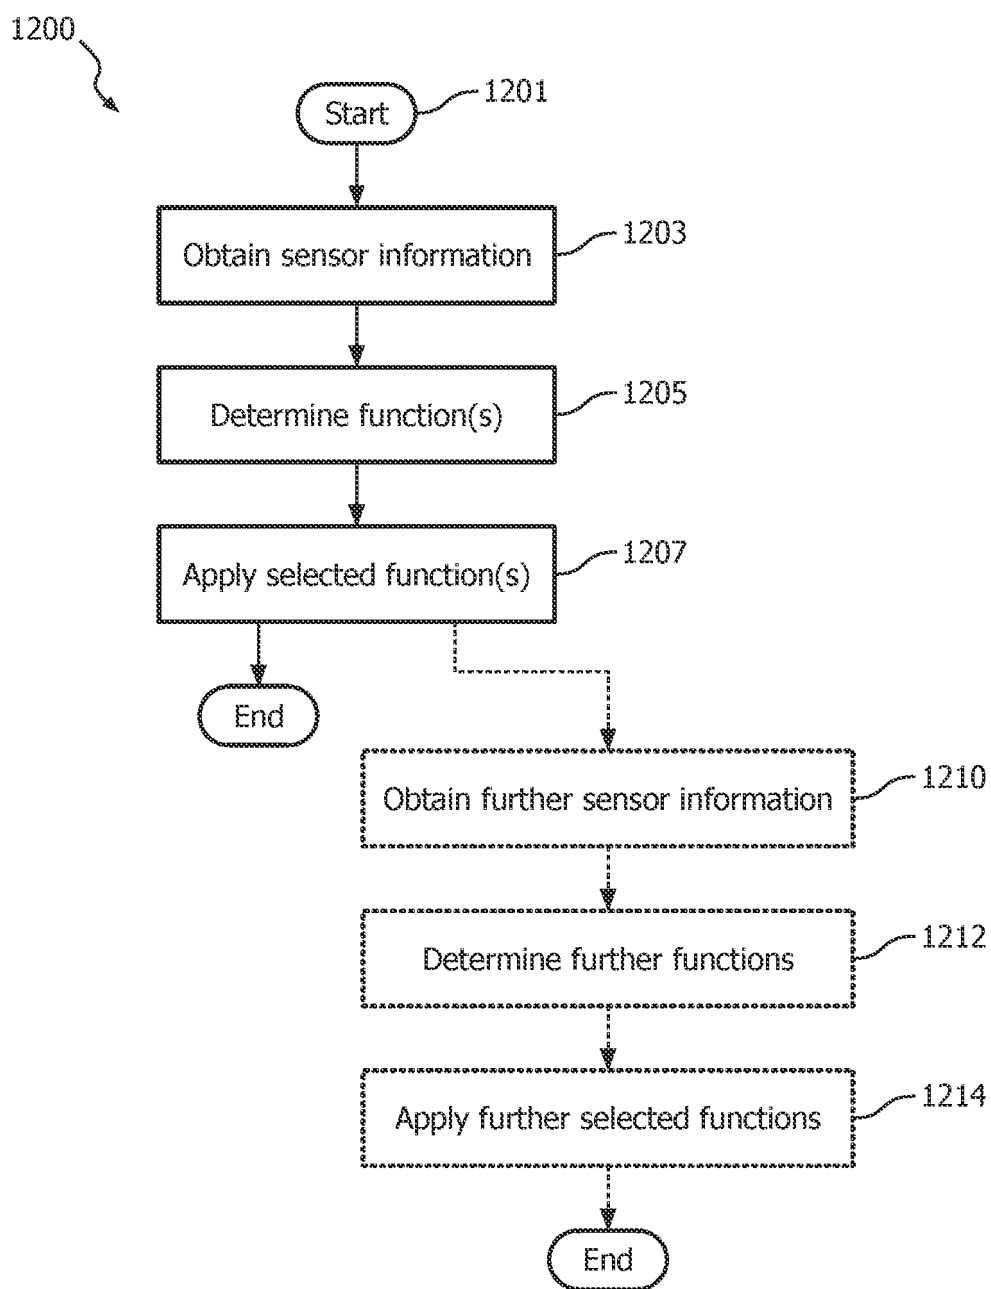 1200
Start
1201
Obtain sensor information
1203
Determine function(s)
1205
Apply selected function(s)
1207
End
Obtain further sensor information
1210
Determine further functions
1212
Apply further selected functions
1214
End